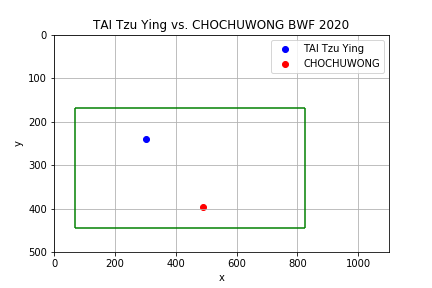 TAI Tzu Ying vs. CHOCHUWONG BWF 2020
TAI Tzu Ying
CHOCHUWONG
0
100
200
300
400
500
y
0 200 400 600 800 1000
x